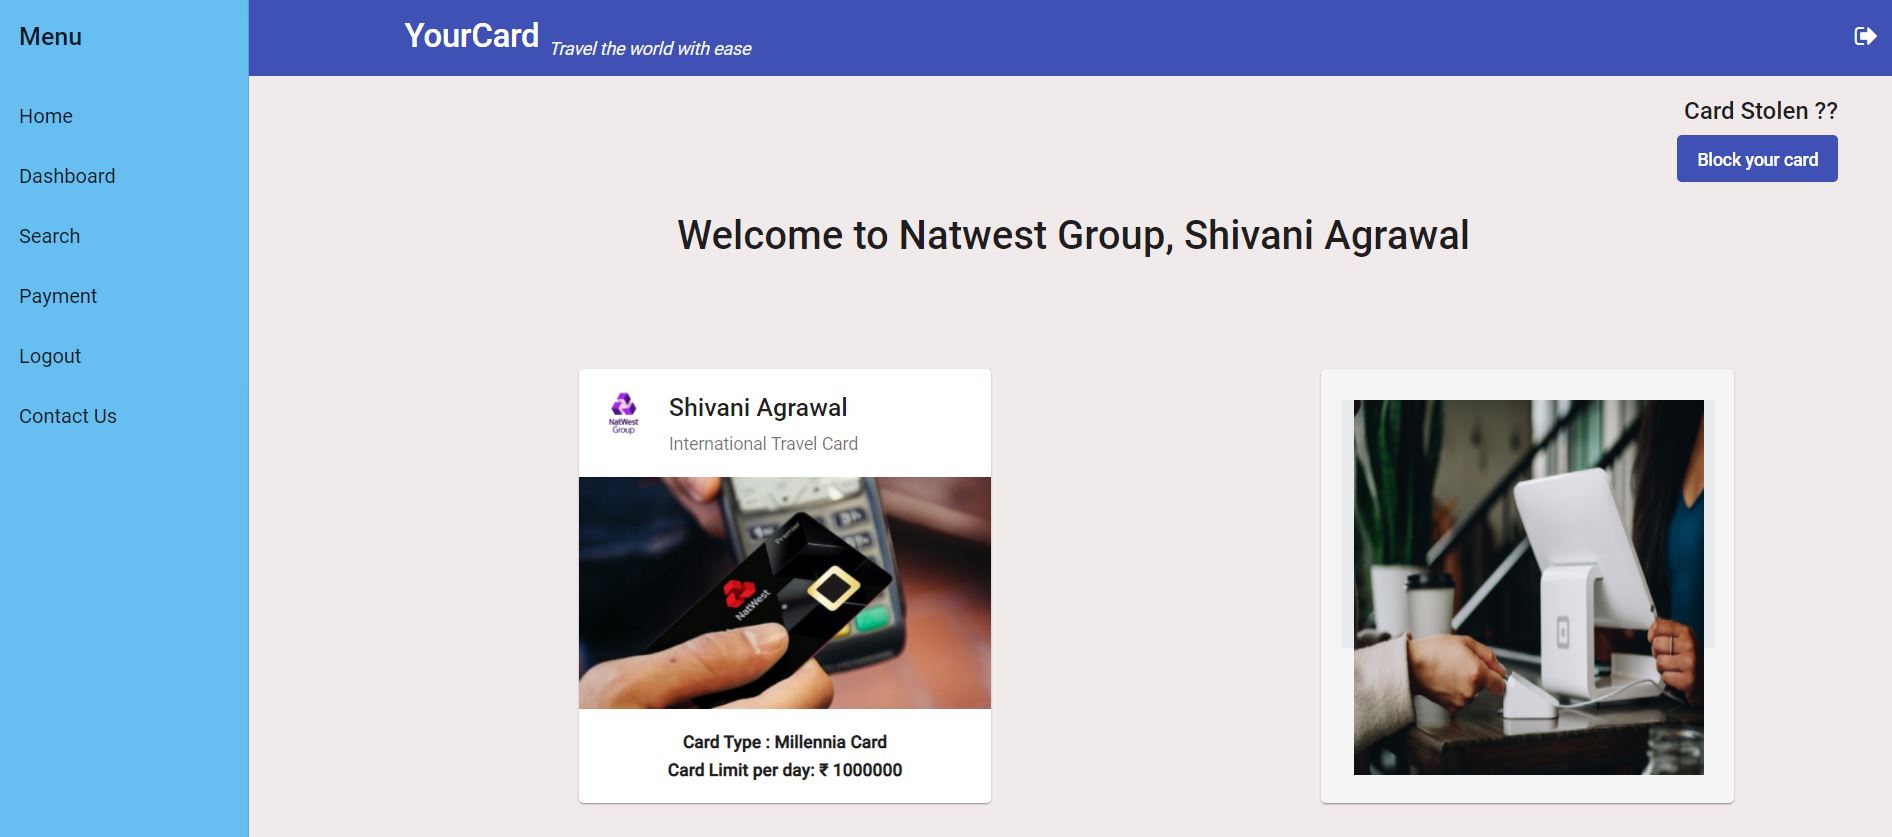 Menu
Home
Dashboard
Search
Payment
Logout
Contact Us
YourCard Travel the world with ease
Card Stolen ??
Block your card
Welcome to Natwest Group, Shivani Agrawal
NatWest
Group
Shivani Agrawal
International Travel Card
Premier
NatWest
Card Type : Millennia Card
Card Limit per day: ₹ 1000000